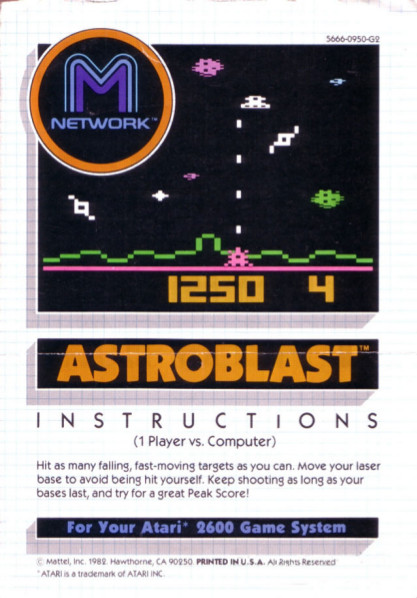 5666-0950-G2
M
NETWORK™
1250 4
ASTROBLAST™
INSTRUCTIONS
(1 Player vs. Computer)
Hit as many falling, fast-moving targets as you can. Move your laser
base to avoid being hit yourself. Keep shooting as long as your
bases last, and try for a great Peak Score!
For Your Atari* 2600 Game System
© Mattel, Inc. 1982. Hawthorne, CA 90250. PRINTED IN U.S.A. All Rights Reserved
*ATARI is a trademark of ATARI INC.